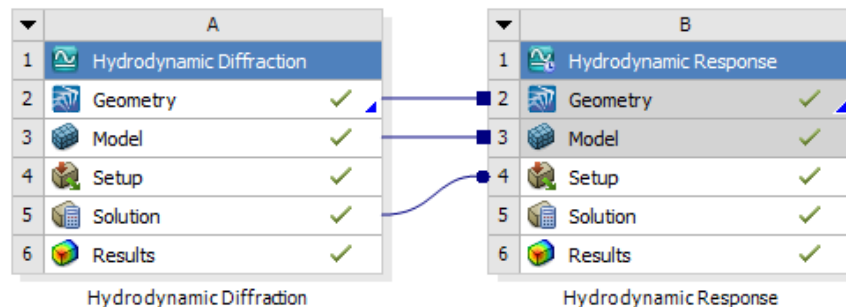 A
1 Hydrodynamic Diffraction
2 Geometry
3 Model
4 Setup
5 Solution
6 Results
Hydrodynamic Diffraction
B
1 Hydrodynamic Response
2 Geometry
3 Model
4 Setup
5 Solution
6 Results
Hydrodynamic Response